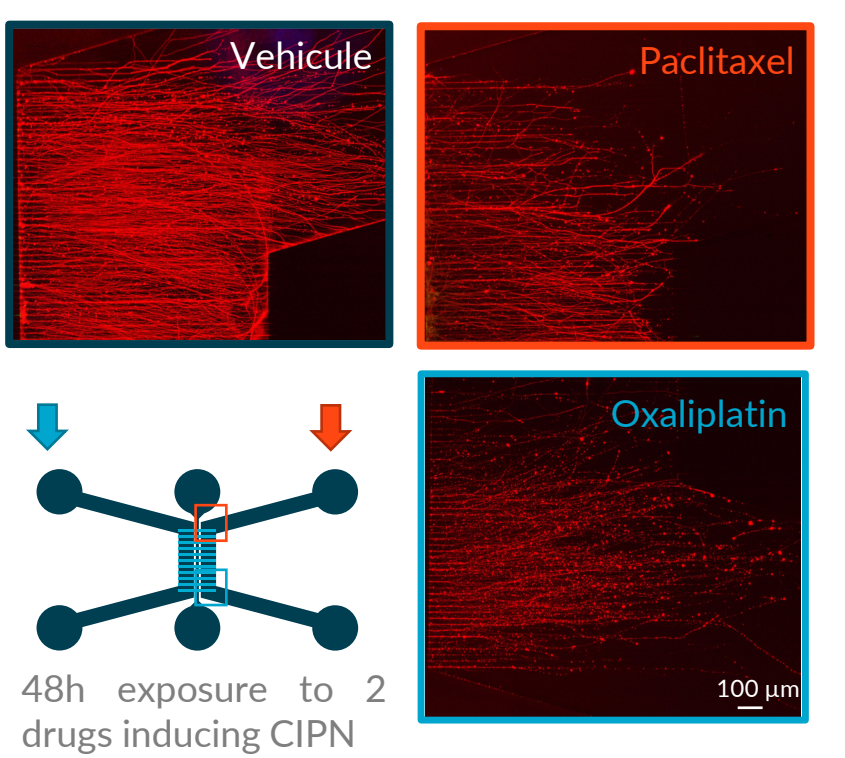 Vehicule
Paclitaxel
Oxaliplatin
100 µm
48h exposure to 2
drugs inducing CIPN